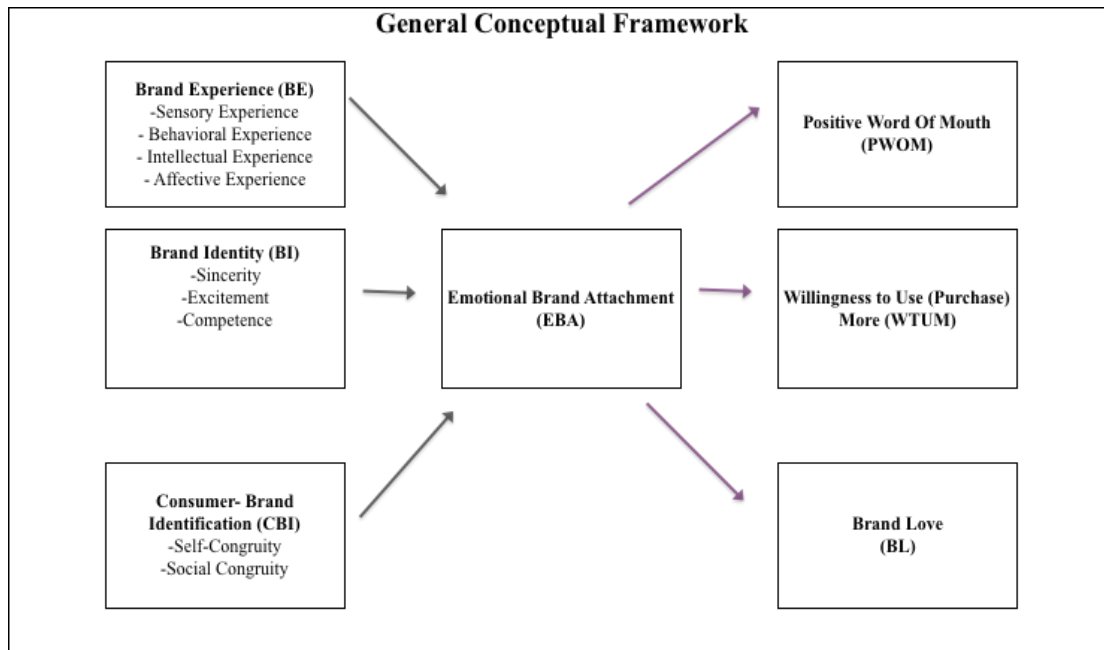 General Conceptual Framework
Brand Experience (BE)
-Sensory Experience
- Behavioral Experience
- Intellectual Experience
- Affective Experience
Brand Identity (BI)
-Sincerity
-Excitement
-Competence
Consumer- Brand
Identification (CBI)
-Self-Congruity
-Social Congruity
Emotional Brand Attachment
(EBA)
Positive Word Of Mouth
(PWOM)
Willingness to Use (Purchase)
More (WTUM)
Brand Love
(BL)